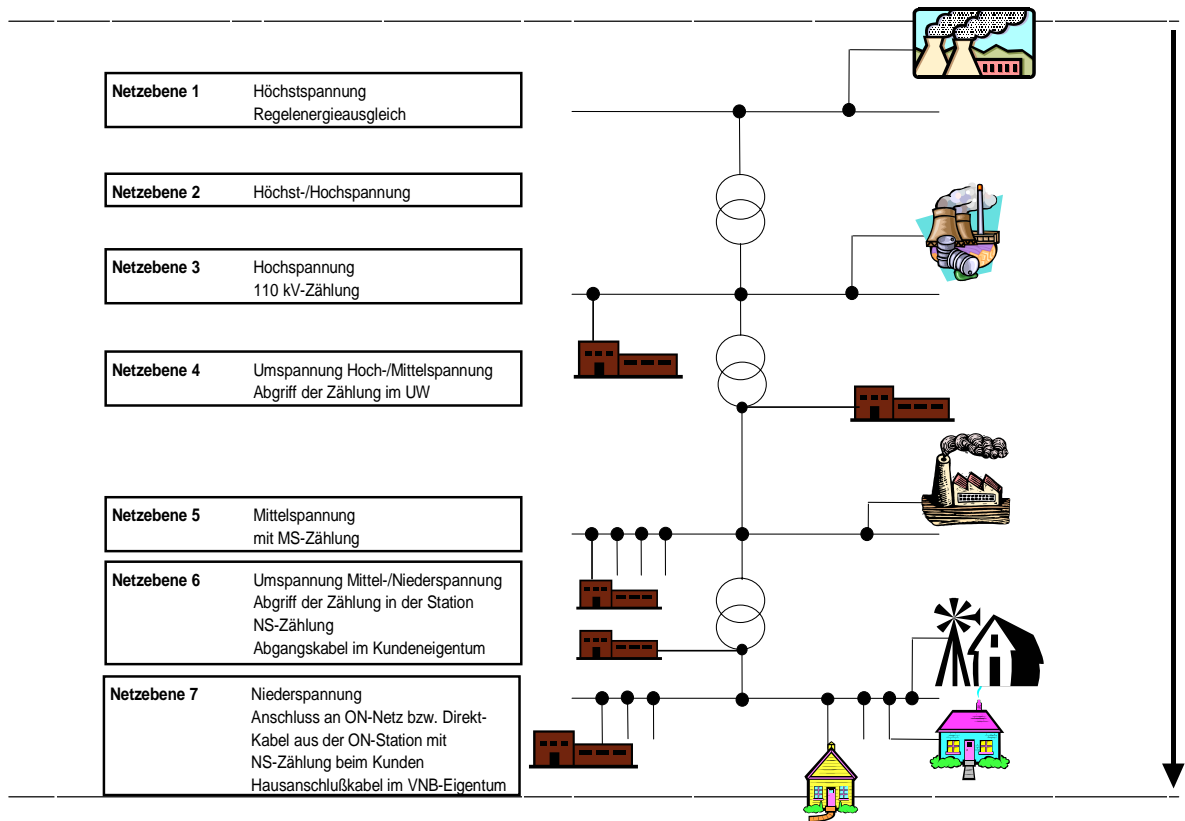 Netzebene 1 Höchstspannung
Regelenergieausgleich
Netzebene 2 Höchst-/Hochspannung
Netzebene 3 Hochspannung
110 kV-Zählung
Netzebene 4 Umspannung Hoch-/Mittelspannung
Abgriff der Zählung im UW
Netzebene 5 Mittelspannung
mit MS-Zählung
Netzebene 6 Umspannung Mittel-/Niederspannung
Abgriff der Zählung in der Station
NS-Zählung
Abgangskabel im Kundeneigentum
Netzebene 7 Niederspannung
Anschluss an ON-Netz bzw. Direkt-
Kabel aus der ON-Station mit
NS-Zählung beim Kunden
Hausanschlußkabel im VNB-Eigentum